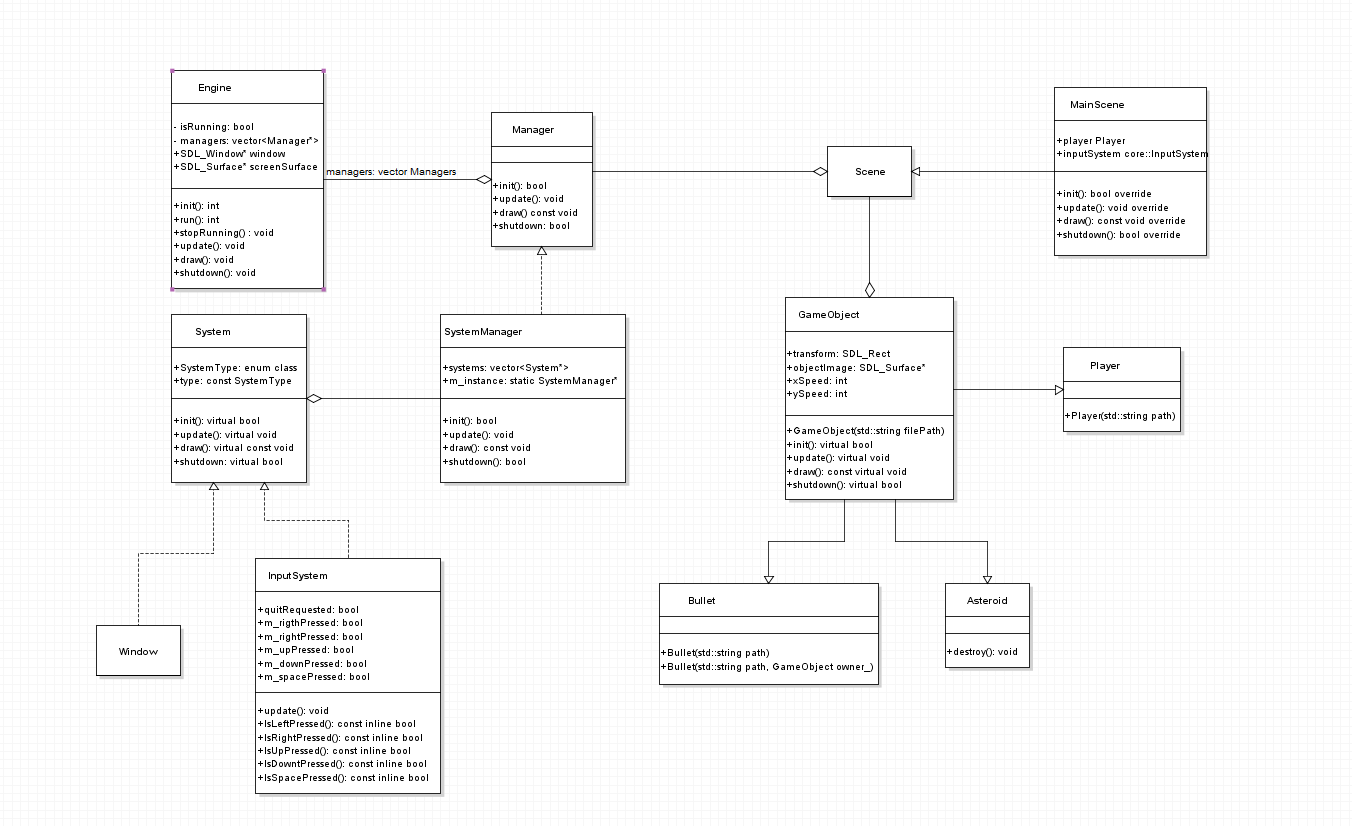 Engine
- isRunning: bool
- managers: vector<Manager*>
+SDL_Window* window
+SDL_Surface* screenSurface
+init(): int
+run(): int
+stopRunning() : void
+update(): void
+draw(): void
+shutdown(): void
managers: vector Managers
Manager
+init(): bool
+update(): void
+draw() const void
+shutdown: bool
Scene
MainScene
+player Player
+inputSystem core::InputSystem
+init(): bool override
+update(): void override
+draw(): const void override
+shutdown(): bool override
System
+SystemType: enum class
+type: const SystemType
+init(): virtual bool
+update(): virtual void
+draw(): virtual const void
+shutdown: virtual bool
SystemManager
+systems: vector<System*>
+m_instance: static SystemManager*
+init(): bool
+update(): void
+draw(): const void
+shutdown(): bool
GameObject
+transform: SDL_Rect
+objectImage: SDL_Surface*
+xSpeed: int
+ySpeed: int
+GameObject(std::string filePath)
+init(): virtual bool
+update(): virtual void
+draw(): const virtual void
+shutdown(): virtual bool
Player
+Player(std::string path)
Window
InputSystem
+quitRequested: bool
+m_rigthPressed: bool
+m_rightPressed: bool
+m_upPressed: bool
+m_downPressed: bool
+m_spacePressed: bool
+update(): void
+IsLeftPressed(): const inline bool
+IsRightPressed(): const inline bool
+IsUpPressed(): const inline bool
+IsDowntPressed(): const inline bool
+IsSpacePressed(): const inline bool
Bullet
+Bullet(std::string path)
+Bullet(std::string path, GameObject owner_)
Asteroid
+destroy(): void